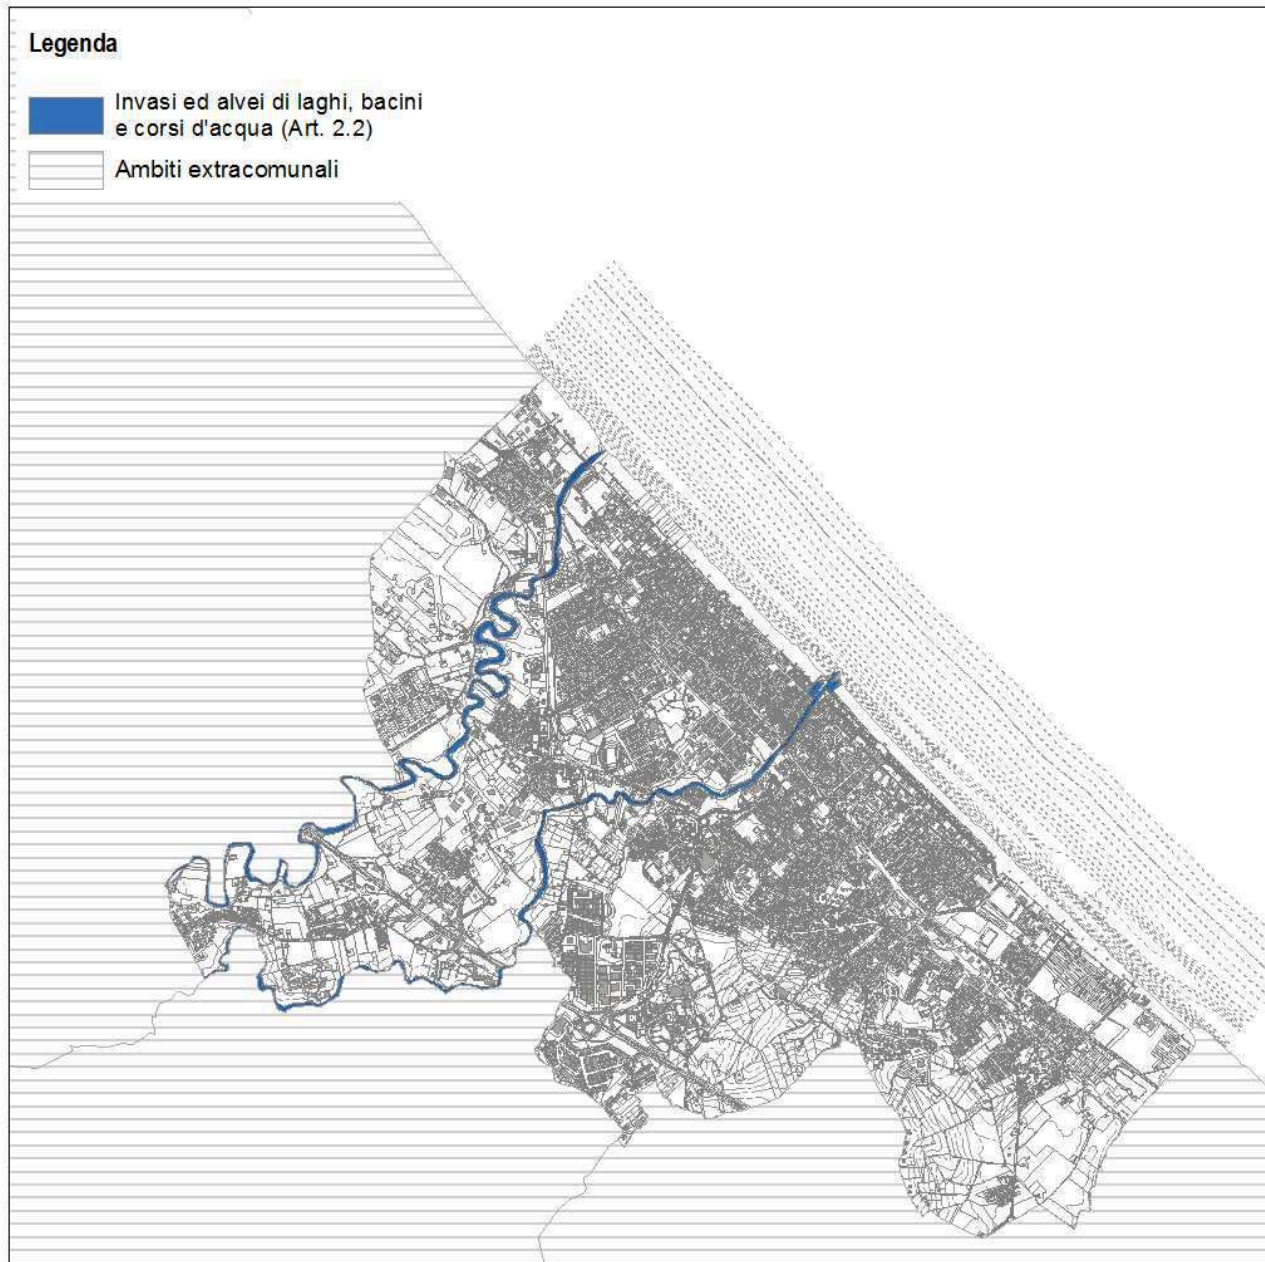 Legenda
Invasi ed alvei di laghi, bacini
e corsi d'acqua (Art. 2.2)
Ambiti extracomunali